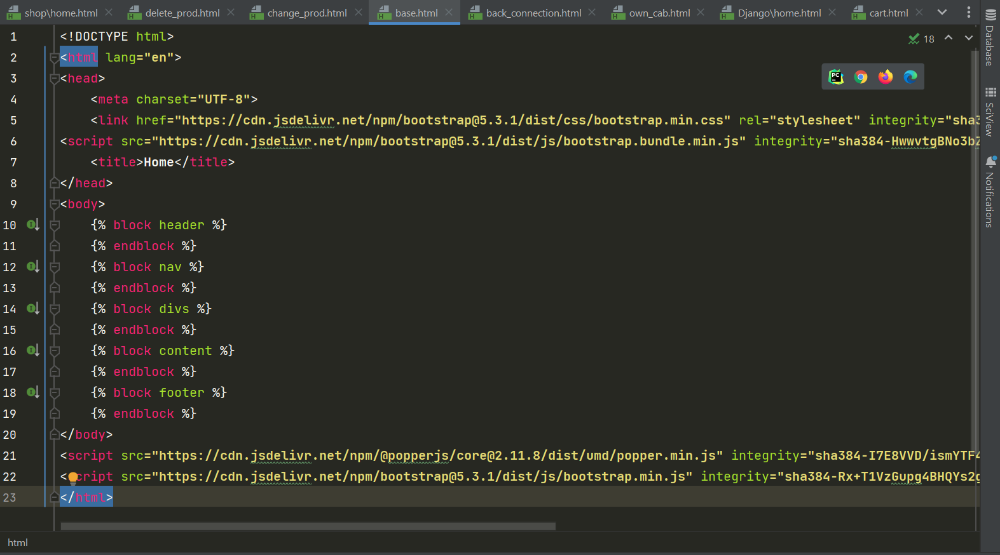 shop\home.html delete_prod.html change_prod.html base.html back_connection.html own_cab.html Django\home.html cart.html
18
Database
SciView
Notifications
1 <!DOCTYPE html>
2 <html lang="en">
3 <head>
4 <meta charset="UTF-8">
5 <link href="https://cdn.jsdelivr.net/npm/bootstrap@5.3.1/dist/css/bootstrap.min.css" rel="stylesheet" integrity="sha3
6 <script src="https://cdn.jsdelivr.net/npm/bootstrap@5.3.1/dist/js/bootstrap.bundle.min.js" integrity="sha384-HwwvtgBNo3bZ
7 <title>Home</title>
8 </head>
9 <body>
10 {% block header %}
11 {% endblock %}
12 {% block nav %}
13 {% endblock %}
14 {% block divs %}
15 {% endblock %}
16 {% block content %}
17 {% endblock %}
18 {% block footer %}
19 {% endblock %}
20 </body>
21 <script src="https://cdn.jsdelivr.net/npm/@popperjs/core@2.11.8/dist/umd/popper.min.js" integrity="sha384-I7E8VVD/ismYTF4
22 <script src="https://cdn.jsdelivr.net/npm/bootstrap@5.3.1/dist/js/bootstrap.min.js" integrity="sha384-Rx+T1VzGupg4BHQYs2g
23 </html>
html